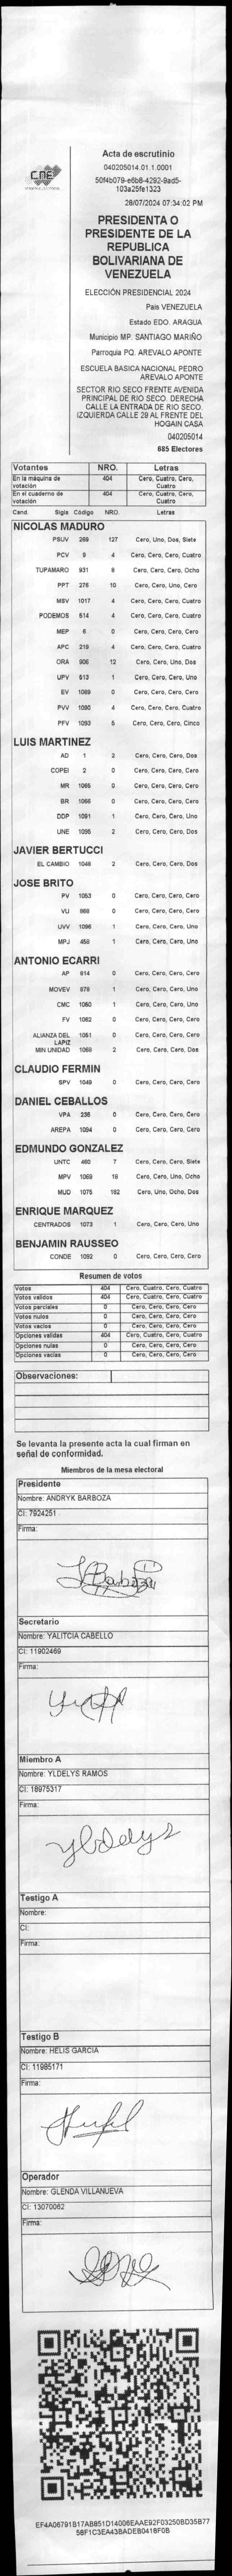 CNE
Acta de escrutinio
040205014.01.1.0001
50f4b079-e6b8-4292-9ad5-
103a25fe1323
28/07/2024 07:34:02 PM
PRESIDENTA O
PRESIDENTE DE LA
REPUBLICA
BOLIVARIANA DE
VENEZUELA
ELECCIÓN PRESIDENCIAL 2024
Pais VENEZUELA
Estado EDO. ARAGUA
Municipio MP. SANTIAGO MARIÑO
Parroquia PQ. AREVALO APONTE
ESCUELA BASICA NACIONAL PEDRO
AREVALO APONTE
SECTOR RIO SECO FRENTE AVENIDA
PRINCIPAL DE RIO SECO. DERECHA
CALLE LA ENTRADA DE RIO SECO.
IZQUIERDA CALLE 29 AL FRENTE DEL
HOGAIN CASA
040205014
685 Electores
Votantes NRO. Letras
En la máquina de votación 404 Cero, Cuatro, Cero, Cuatro
En el cuaderno de votación 404 Cero, Cuatro, Cero, Cuatro
Cand. Sigla Código NRO. Letras
NICOLAS MADURO
PSUV 269 127 Cero, Uno, Dos, Siete
PCV 9 4 Cero, Cero, Cero, Cuatro
TUPAMARO 931 8 Cero, Cero, Cero, Ocho
PPT 276 10 Cero, Cero, Uno, Cero
MSV 1017 4 Cero, Cero, Cero, Cuatro
PODEMOS 514 4 Cero, Cero, Cero, Cuatro
MEP 6 0 Cero, Cero, Cero, Cero
APC 219 4 Cero, Cero, Cero, Cuatro
ORA 906 12 Cero, Cero, Uno, Dos
UPV 513 1 Cero, Cero, Cero, Uno
EV 1089 0 Cero, Cero, Cero, Cero
PVV 1090 4 Cero, Cero, Cero, Cuatro
PFV 1093 5 Cero, Cero, Cero, Cinco
LUIS MARTINEZ
AD 1 2 Cero, Cero, Cero, Dos
COPEI 2 0 Cero, Cero, Cero, Cero
MR 1065 0 Cero, Cero, Cero, Cero
BR 1066 0 Cero, Cero, Cero, Cero
DDP 1091 1 Cero, Cero, Cero, Uno
UNE 1095 2 Cero, Cero, Cero, Dos
JAVIER BERTUCCI
EL CAMBIO 1048 2 Cero, Cero, Cero, Dos
JOSE BRITO
PV 1053 0 Cero, Cero, Cero, Cero
VU 868 0 Cero, Cero, Cero, Cero
UVV 1096 1 Cero, Cero, Cero, Uno
MPJ 458 1 Cero, Cero, Cero, Uno
ANTONIO ECARRI
AP 814 0 Cero, Cero, Cero, Cero
MOVEV 878 1 Cero, Cero, Cero, Uno
CMC 1050 1 Cero, Cero, Cero, Uno
FV 1062 0 Cero, Cero, Cero, Cero
ALIANZA DEL LAPIZ 1051 0 Cero, Cero, Cero, Cero
MIN UNIDAD 1069 2 Cero, Cero, Cero, Dos
CLAUDIO FERMIN
SPV 1049 0 Cero, Cero, Cero, Cero
DANIEL CEBALLOS
VPA 236 0 Cero, Cero, Cero, Cero
AREPA 1094 0 Cero, Cero, Cero, Cero
EDMUNDO GONZALEZ
UNTC 460 7 Cero, Cero, Cero, Siete
MPV 1069 18 Cero, Cero, Uno, Ocho
MUD 1075 182 Cero, Uno, Ocho, Dos
ENRIQUE MARQUEZ
CENTRADOS 1073 1 Cero, Cero, Cero, Uno
BENJAMIN RAUSSEO
CONDE 1092 0 Cero, Cero, Cero, Cero
Resumen de votos
Votos 404 Cero, Cuatro, Cero, Cuatro
Votos validos 404 Cero, Cuatro, Cero, Cuatro
Votos parciales 0 Cero, Cero, Cero, Cero
Votos nulos 0 Cero, Cero, Cero, Cero
Votos vacios 0 Cero, Cero, Cero, Cero
Opciones validas 404 Cero, Cuatro, Cero, Cuatro
Opciones nulas 0 Cero, Cero, Cero, Cero
Opciones vacias 0 Cero, Cero, Cero, Cero
Observaciones:
Se levanta la presente acta la cual firman en
señal de conformidad.
Miembros de la mesa electoral
Presidente
Nombre: ANDRYK BARBOZA
CI: 7924251
Firma:
Secretario
Nombre: YALITCIA CABELLO
CI: 11902469
Firma:
Miembro A
Nombre: YLDELYS RAMOS
CI: 18975317
Firma:
yldelys
Testigo A
Nombre:
CI:
Firma:
Testigo B
Nombre: HELIS GARCIA
CI: 11985171
Firma:
Operador
Nombre: GLENDA VILLANUEVA
CI: 13070062
Firma:
EF4A06791B17AB851D14006EAAE92F03250BD35B77
58F1C3EA43BADEB0418F0B